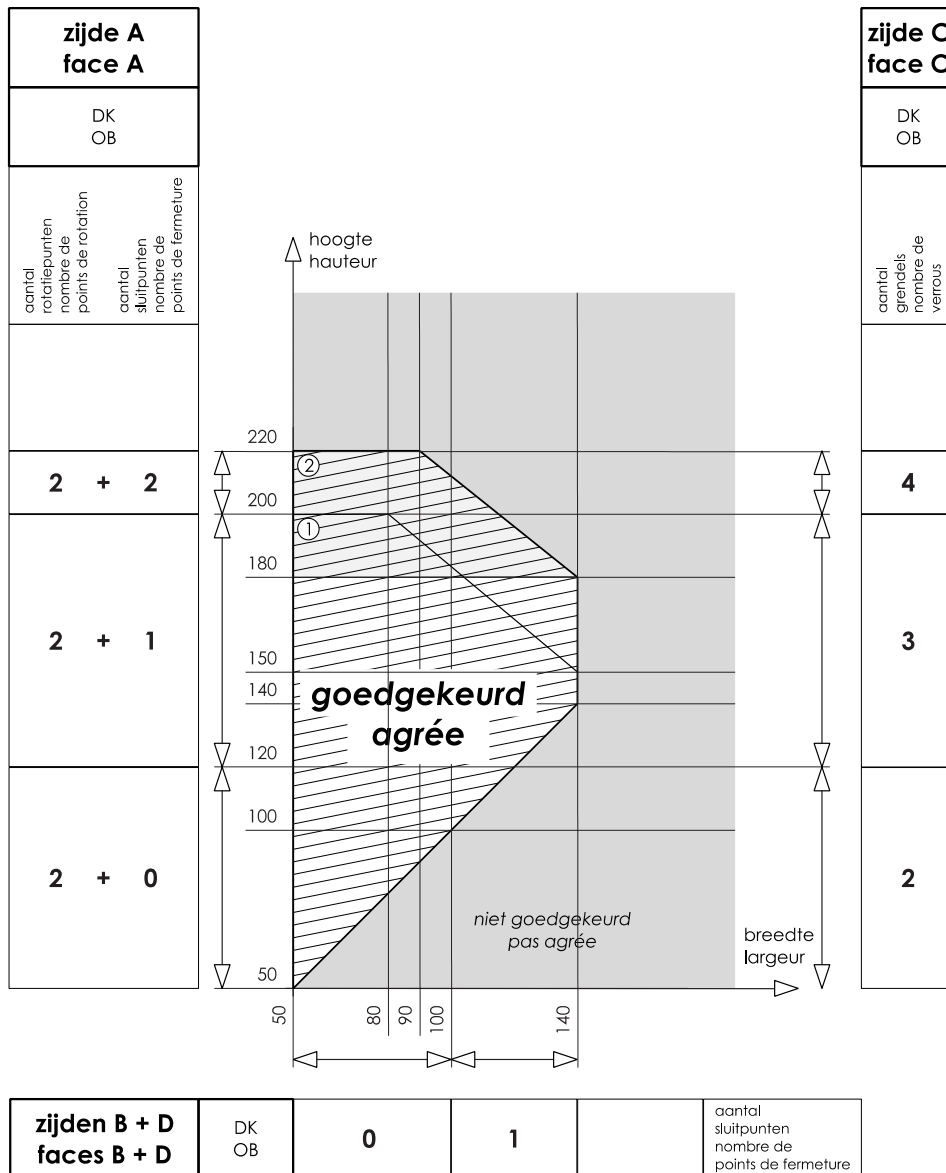 zijde A
face A
DK
OB
aantal
rotatiepunten
nombre de
points de rotation
aantal
sluitpunten
nombre de
points de fermeture
2 + 2
2 + 1
2 + 0
hoogte
hauteur
220
200
180
150
140
120
100
50
2
1
goedgekeurd
agrée
niet goedgekeurd
pas agrée
breedte
largeur
50
80
90
100
140
zijde C
face C
DK
OB
aantal
grendels
nombre de
verrous
4
3
2
zijden B + D
faces B + D
DK
OB
0
1
aantal
sluitpunten
nombre de
points de fermeture